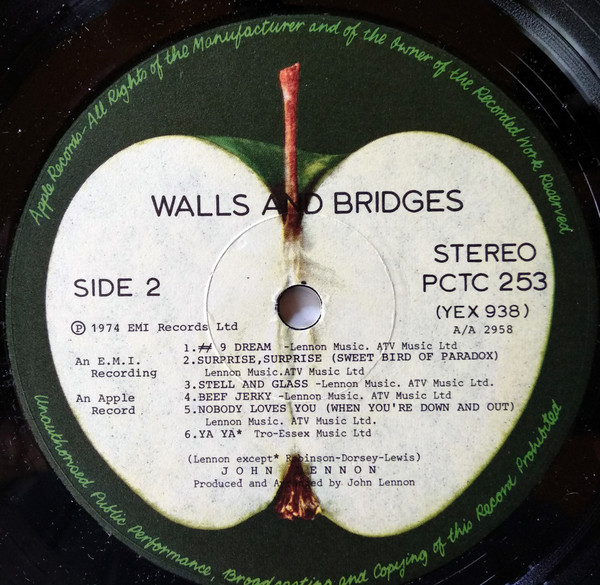 Apple Records-All Rights of the Manufacturer and of the Owner of the Recorded Work Reserved
WALLS AND BRIDGES
STEREO
SIDE 2
PCTC 253
(YEX 938)
Ⓟ 1974 EMI Records Ltd
A/A 2958
An E.M.I.
Recording
An Apple
Record
1.# 9 DREAM -Lennon Music. ATV Music Ltd
2.SURPRISE,SURPRISE (SWEET BIRD OF PARADOX)
Lennon Music.ATV Music Ltd
3.STELL AND GLASS -Lennon Music. ATV Music Ltd.
4.BEEF JERKY -Lennon Music. ATV Music Ltd.
5.NOBODY LOVES YOU (WHEN YOU'RE DOWN AND OUT)
Lennon Music. ATV Music Ltd.
6.YA YA* Tro-Essex Music Ltd
(Lennon except* Robinson-Dorsey-Lewis)
JOHN LENNON
Produced and Arranged by John Lennon
Unauthorised Public Performance, Broadcasting and Copying of this Record Prohibited